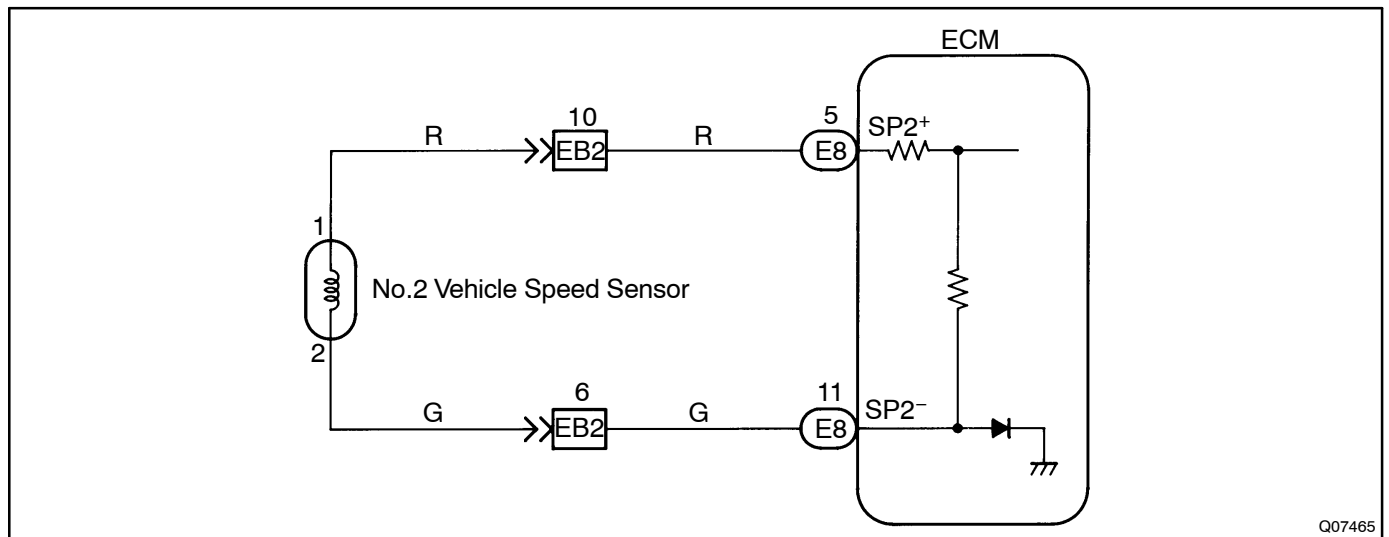 ECM
10
5
SP2+
R
EB2
R
E8
1
No.2 Vehicle Speed Sensor
2
6
11
SP2−
G
EB2
G
E8
Q07465